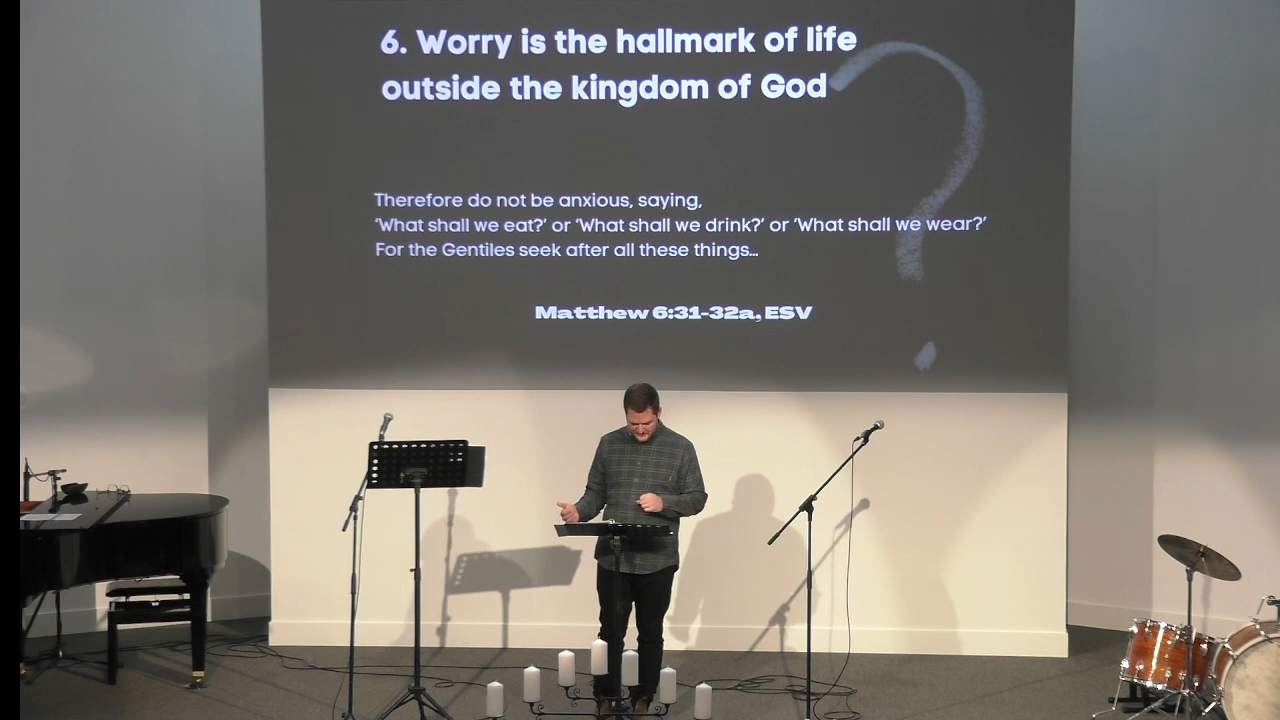 6. Worry is the hallmark of life
outside the kingdom of God
Therefore do not be anxious, saying,
‘What shall we eat?’ or ‘What shall we drink?’ or ‘What shall we wear?’
For the Gentiles seek after all these things...
Matthew 6:31-32a, ESV